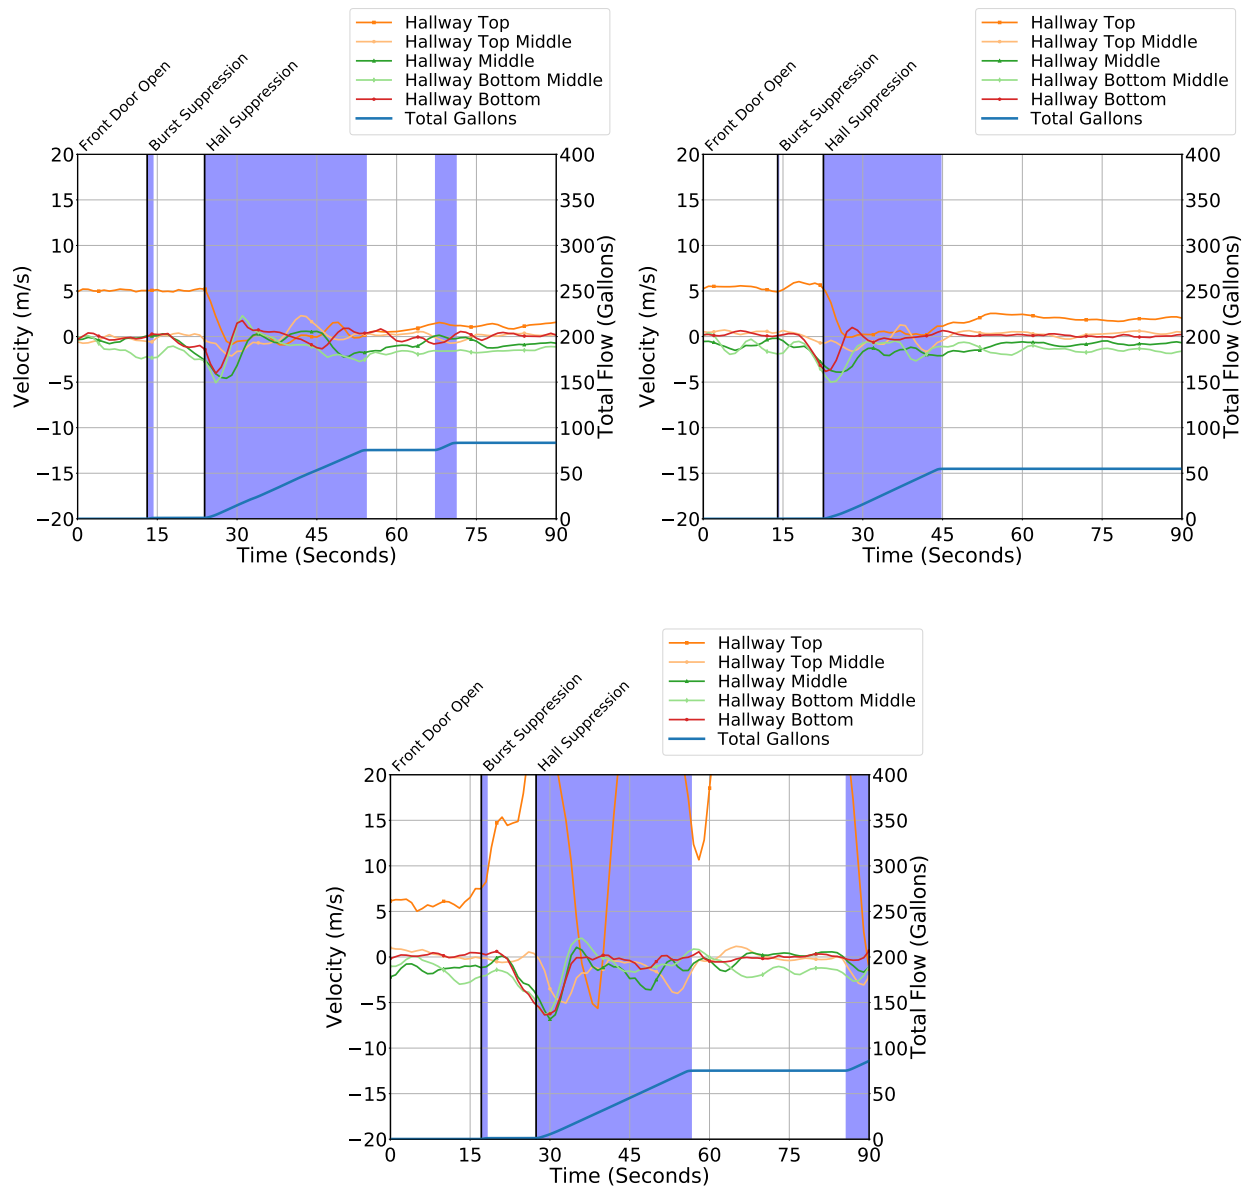 Hallway Top
Hallway Top Middle
Hallway Middle
Hallway Bottom Middle
Hallway Bottom
Total Gallons
Front Door Open
Burst Suppression
Hall Suppression
20
15
10
5
0
−5
−10
−15
−20
Velocity (m/s)
400
350
300
250
200
150
100
50
0
Total Flow (Gallons)
0 15 30 45 60 75 90
Time (Seconds)
Hallway Top
Hallway Top Middle
Hallway Middle
Hallway Bottom Middle
Hallway Bottom
Total Gallons
Front Door Open
Burst Suppression
Hall Suppression
20
15
10
5
0
−5
−10
−15
−20
Velocity (m/s)
400
350
300
250
200
150
100
50
0
Total Flow (Gallons)
0 15 30 45 60 75 90
Time (Seconds)
Hallway Top
Hallway Top Middle
Hallway Middle
Hallway Bottom Middle
Hallway Bottom
Total Gallons
Front Door Open
Burst Suppression
Hall Suppression
20
15
10
5
0
−5
−10
−15
−20
Velocity (m/s)
400
350
300
250
200
150
100
50
0
Total Flow (Gallons)
0 15 30 45 60 75 90
Time (Seconds)